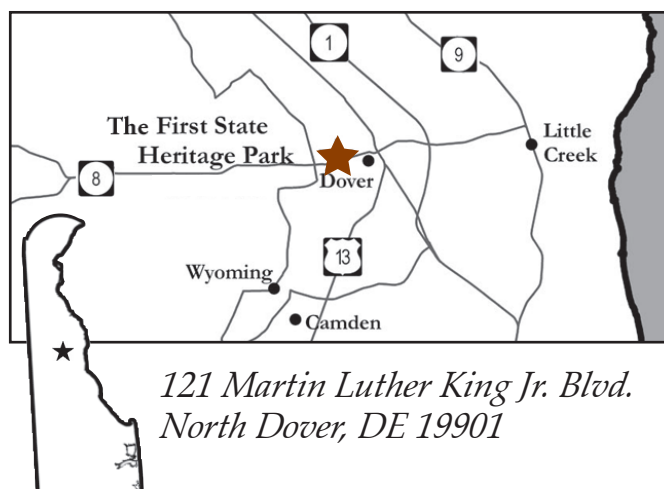 1
9
The First State
Heritage Park
Little
Creek
8
Dover
13
Wyoming
Camden
121 Martin Luther King Jr. Blvd.
North Dover, DE 19901